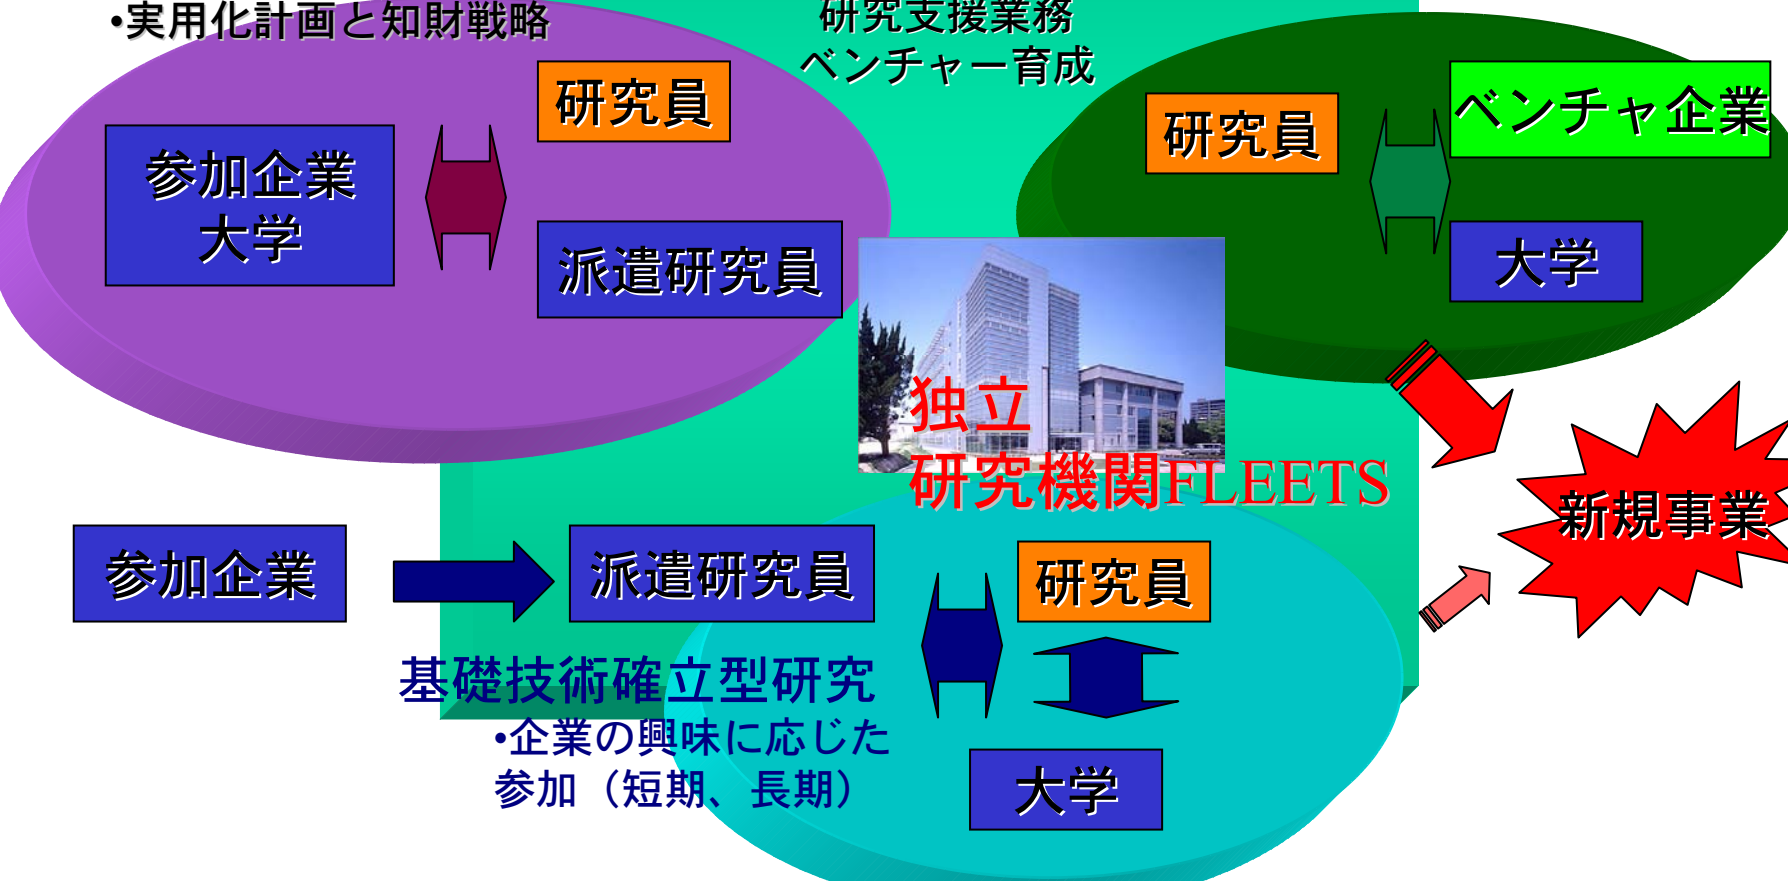 •実用化計画と知財戦略
研究支援業務
ベンチャー育成
研究員
参加企業
大学
派遣研究員
研究員
ベンチャ企業
大学
独立
研究機関FLEETS
新規事業
参加企業
派遣研究員
研究員
基礎技術確立型研究
•企業の興味に応じた
参加（短期、長期）
大学